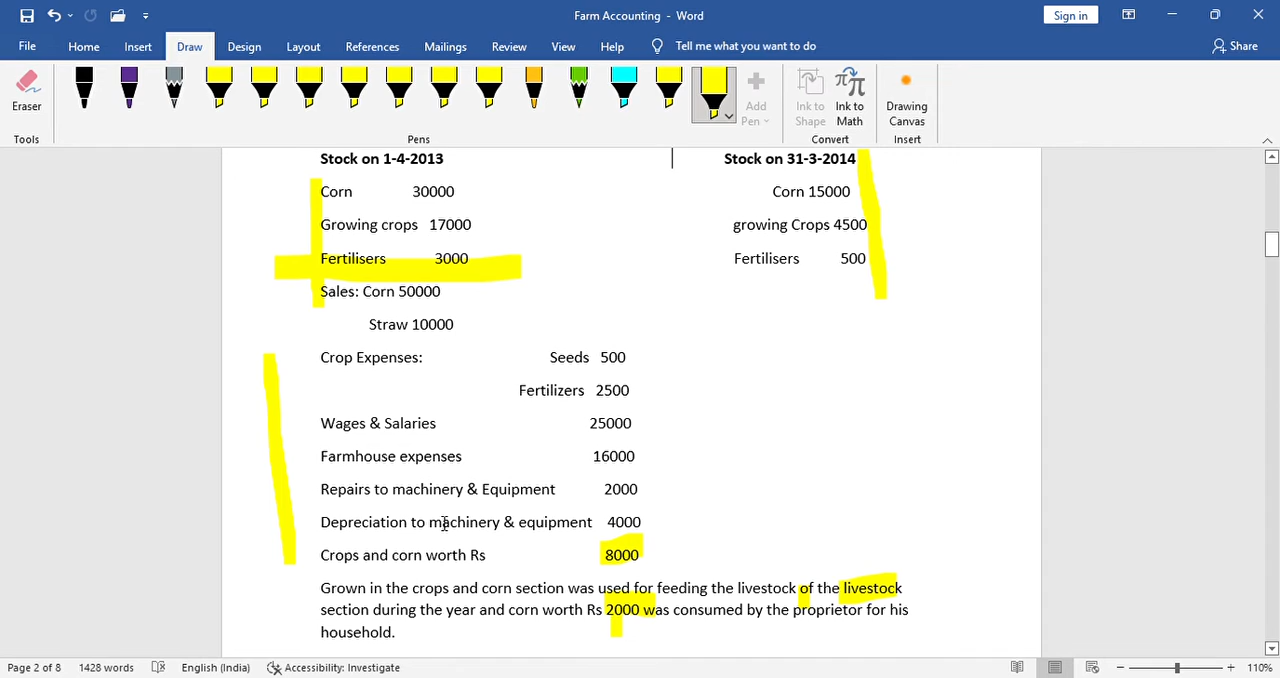 Farm Accounting - Word
Sign in
File Home Insert Draw Design Layout References Mailings Review View Help Tell me what you want to do Share
Eraser
Add Pen
Ink to Shape
Ink to Math
Drawing Canvas
Tools Pens Convert Insert
Stock on 1-4-2013 Stock on 31-3-2014
Corn 30000 Corn 15000
Growing crops 17000 growing Crops 4500
Fertilisers 3000 Fertilisers 500
Sales: Corn 50000
Straw 10000
Crop Expenses: Seeds 500
Fertilizers 2500
Wages & Salaries 25000
Farmhouse expenses 16000
Repairs to machinery & Equipment 2000
Depreciation to machinery & equipment 4000
Crops and corn worth Rs 8000
Grown in the crops and corn section was used for feeding the livestock of the livestock
section during the year and corn worth Rs 2000 was consumed by the proprietor for his
household.
Page 2 of 8 1428 words English (India) Accessibility: Investigate 110%